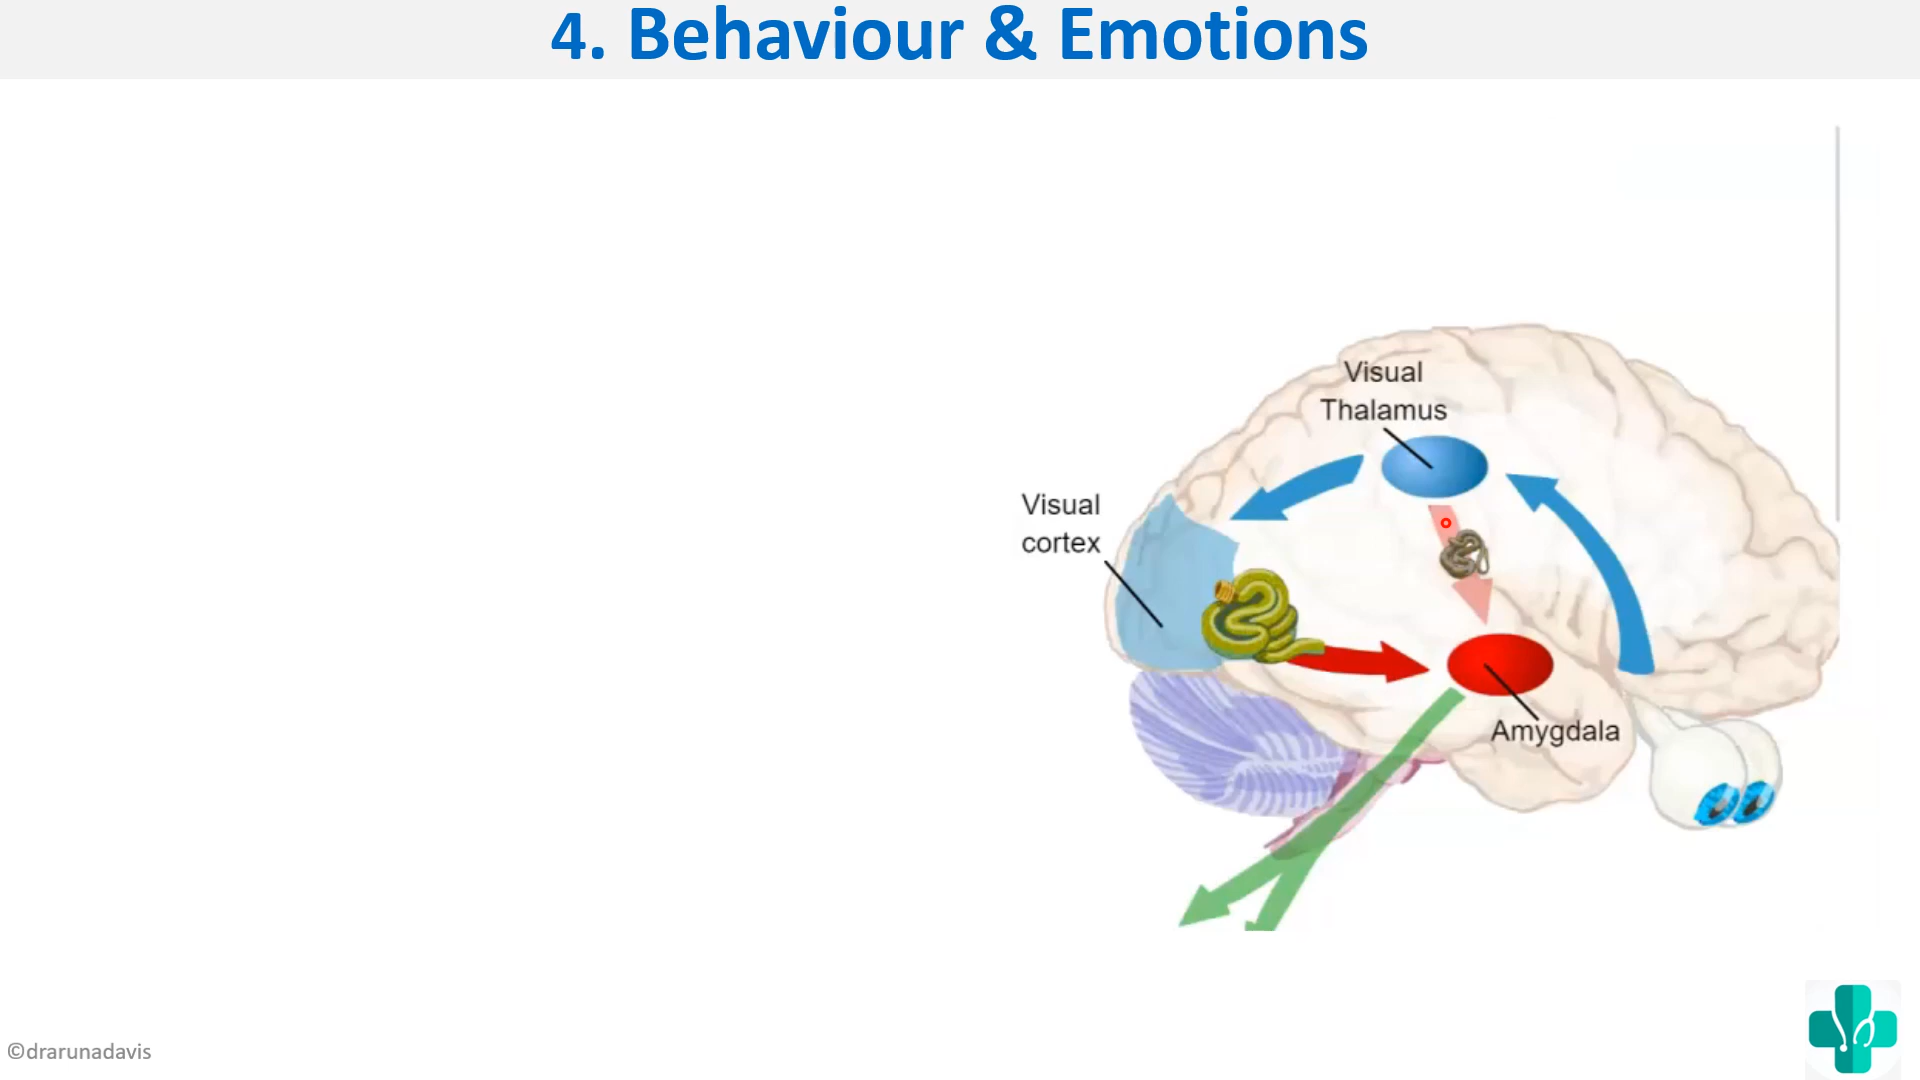 4. Behaviour & Emotions
Visual
Thalamus
Visual
cortex
Amygdala
©drarunadavis